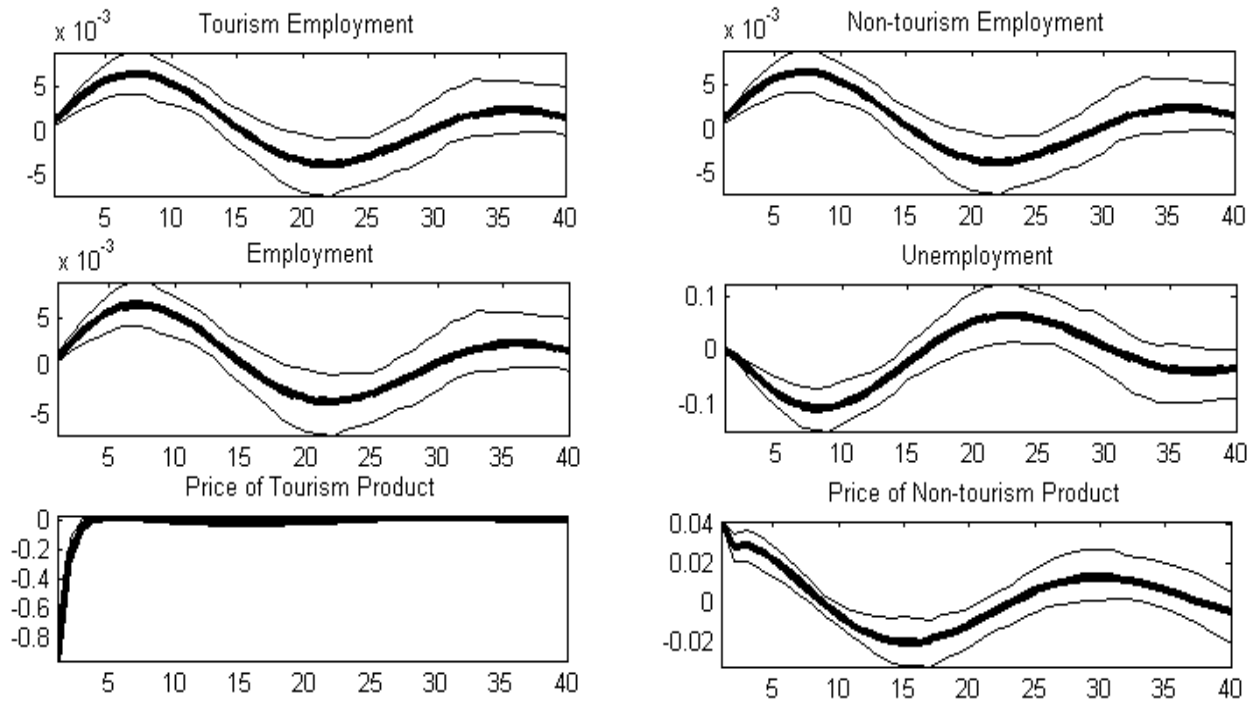 Tourism Employment
x 10^-3
5
0
-5
5 10 15 20 25 30 35 40
Non-tourism Employment
x 10^-3
5
0
-5
5 10 15 20 25 30 35 40
Employment
x 10^-3
5
0
-5
5 10 15 20 25 30 35 40
Unemployment
0.1
0
-0.1
5 10 15 20 25 30 35 40
Price of Tourism Product
0
-0.2
-0.4
-0.6
-0.8
5 10 15 20 25 30 35 40
Price of Non-tourism Product
0.04
0.02
0
-0.02
5 10 15 20 25 30 35 40